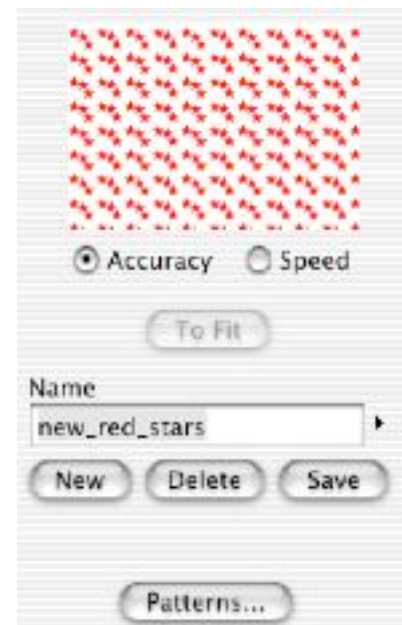 Accuracy Speed
To Fit
Name
new_red_stars
New Delete Save
Patterns...